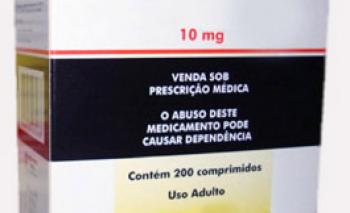 10 mg
VENDA SOB
PRESCRIÇÃO MÉDICA
O ABUSO DESTE
MEDICAMENTO PODE
CAUSAR DEPENDÊNCIA
Contém 200 comprimidos
Uso Adulto